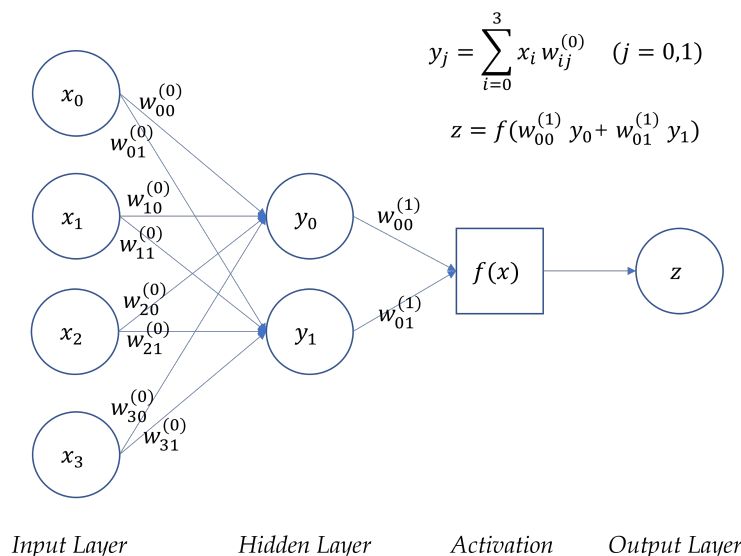 y_j = \sum_{i=0}^{3} x_i w_{ij}^{(0)} (j = 0,1)
z = f(w_{00}^{(1)} y_0 + w_{01}^{(1)} y_1)
x_0
w_{00}^{(0)}
w_{01}^{(0)}
x_1
w_{10}^{(0)}
w_{11}^{(0)}
x_2
w_{20}^{(0)}
w_{21}^{(0)}
x_3
w_{30}^{(0)}
w_{31}^{(0)}
y_0
y_1
w_{00}^{(1)}
w_{01}^{(1)}
f(x)
z
Input Layer Hidden Layer Activation Output Layer